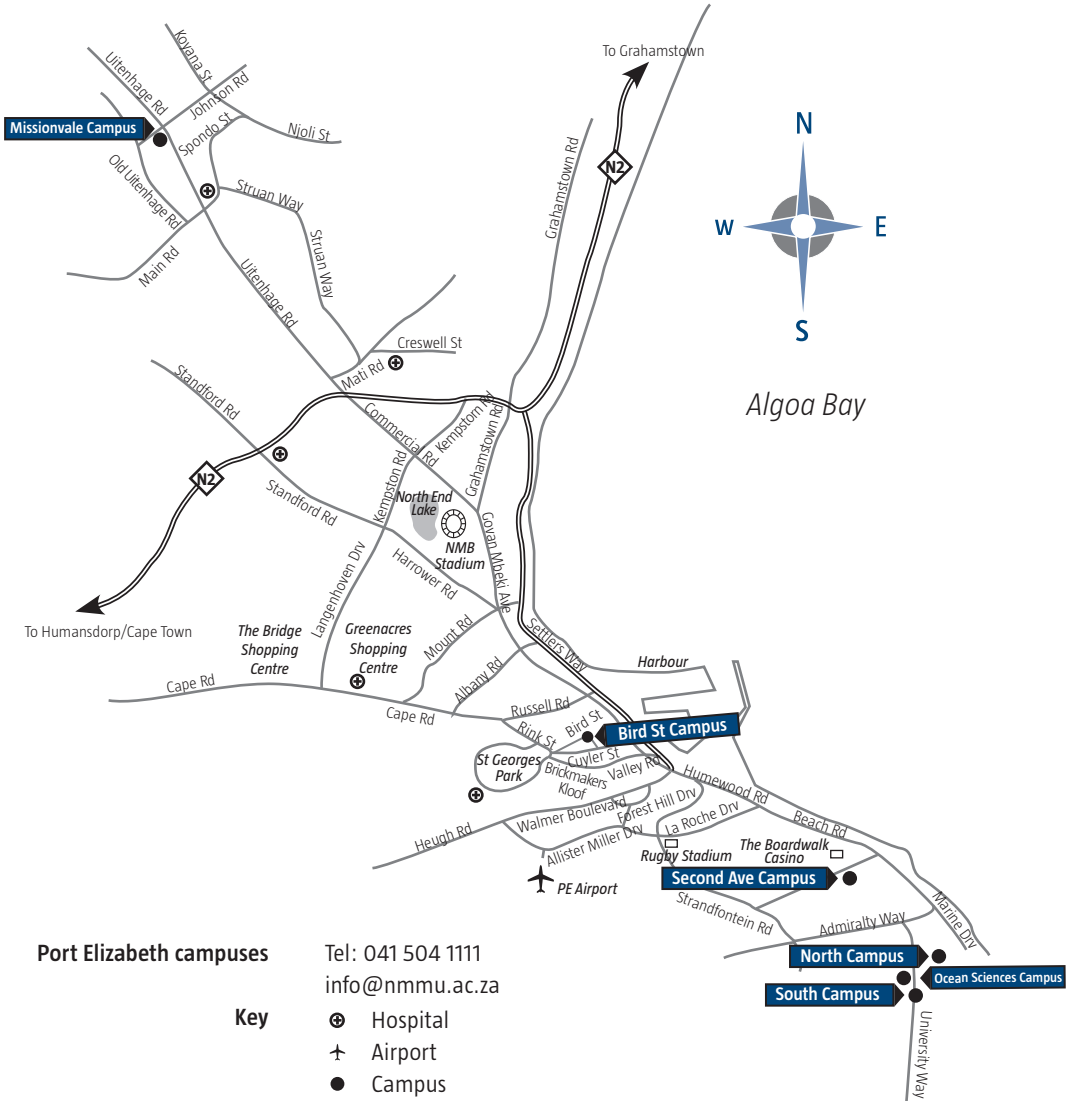 To Grahamstown
Koyana St
Uitenhage Rd
Johnson Rd
Missionvale Campus
Spondo St
Njoli St
Old Uitenhage Rd
Struan Way
Main Rd
Struan Way
Uitenhage Rd
Grahamstown Rd
N2
N
W
E
S
Algoa Bay
Creswell St
Mati Rd
Standford Rd
Commercial Rd
Kempstom Rd
Grahamstown Rd
N2
Standford Rd
Kempston Rd
North End
Lake
NMB
Stadium
Govan Mbeki Ave
Harrower Rd
Langenhoven Drv
To Humansdorp/Cape Town
The Bridge
Shopping
Centre
Greenacres
Shopping
Centre
Mount Rd
Settlers Way
Harbour
Albany Rd
Cape Rd
Cape Rd
Russell Rd
Rink St
Bird St
Bird St Campus
St Georges
Park
Cuyler St
Brickmakers
Kloof
Valley Rd
Humewood Rd
Walmer Boulevard
Forest Hill Drv
La Roche Drv
Beach Rd
Heugh Rd
Allister Miller Drv
Rugby Stadium
The Boardwalk
Casino
PE Airport
Second Ave Campus
Strandfontein Rd
Admiralty Way
Marine Drv
North Campus
Ocean Sciences Campus
South Campus
University Way
Port Elizabeth campuses
Tel: 041 504 1111
info@nmmu.ac.za
Key
Hospital
Airport
Campus